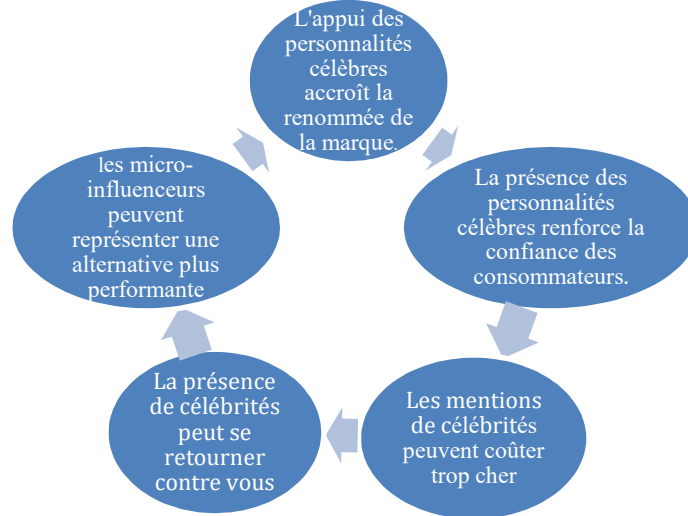 L'appui des
personnalités
célèbres
accroît la
renommée de
la marque.
La présence des
personnalités
célèbres renforce la
confiance des
consommateurs.
Les mentions
de célébrités
peuvent coûter
trop cher
La présence
de célébrités
peut se
retourner
contre vous
les micro-
influenceurs
peuvent
représenter une
alternative plus
performante